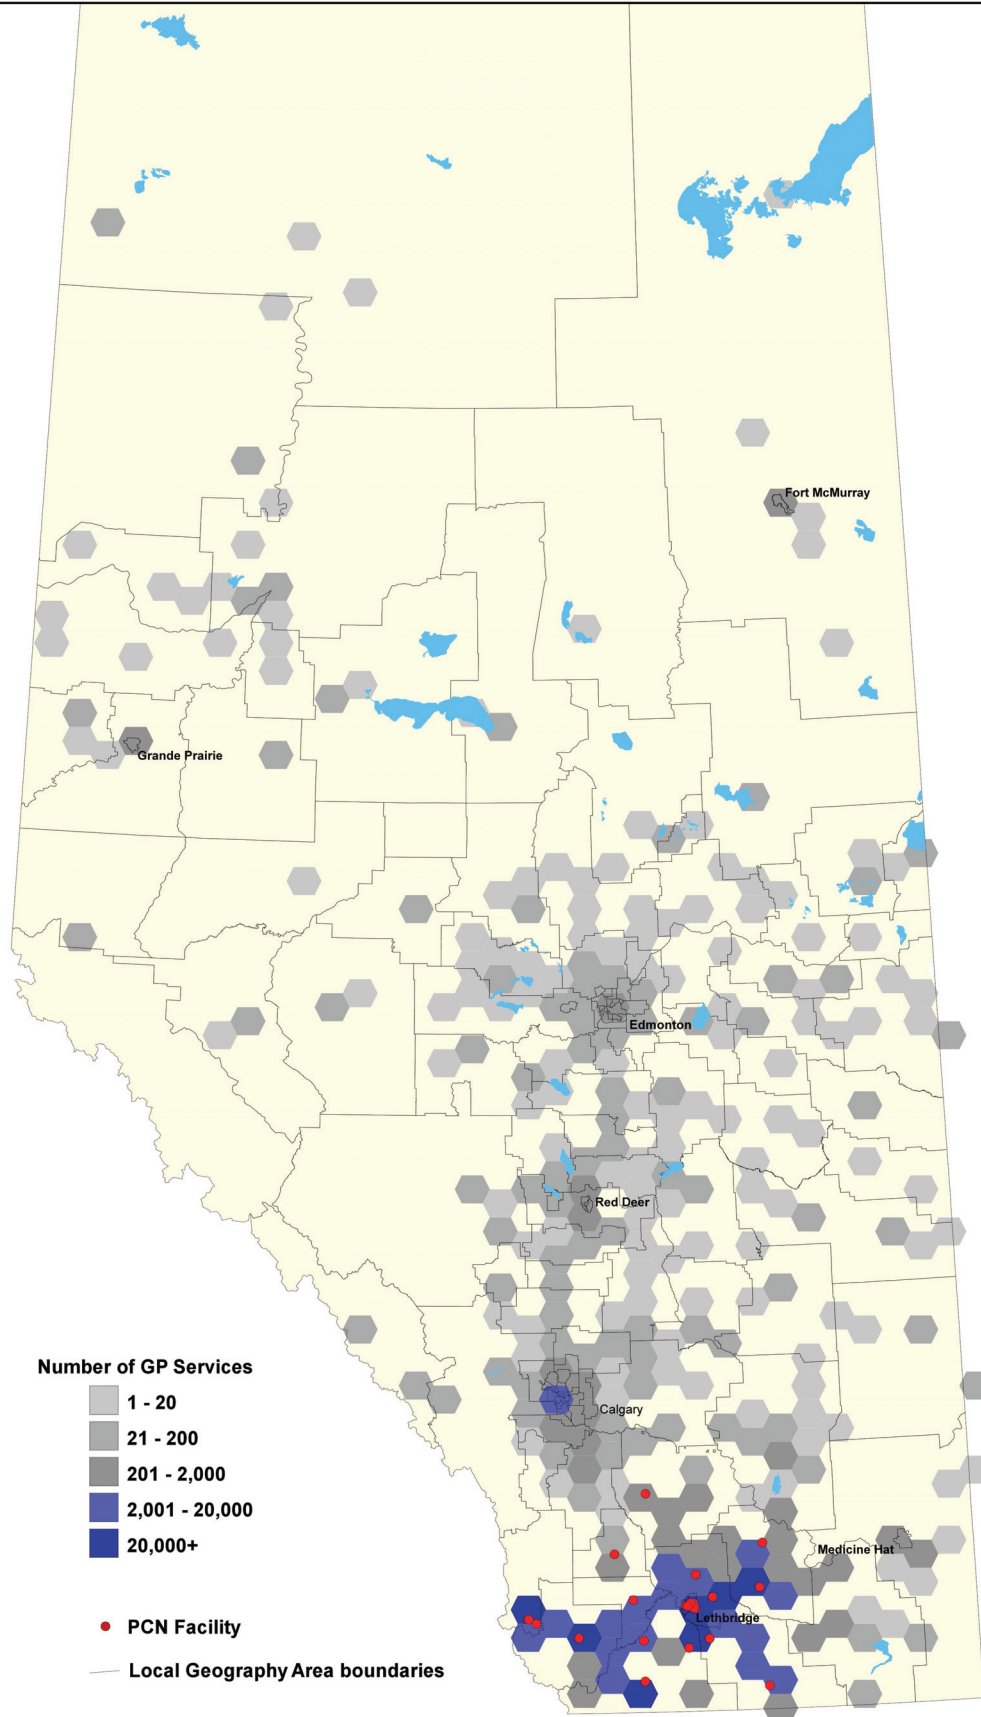 Fort McMurray
Grande Prairie
Edmonton
Red Deer
Number of GP Services
1 - 20
21 - 200
201 - 2,000
2,001 - 20,000
20,000+
Calgary
Medicine Hat
Lethbridge
PCN Facility
Local Geography Area boundaries